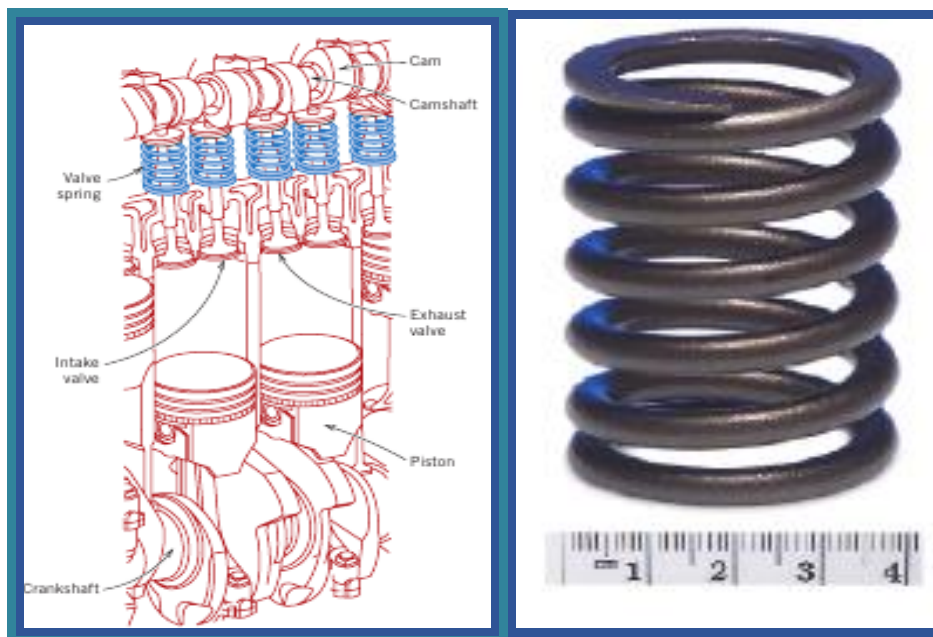 Cam
Camshaft
Valve
spring
Exhaust
valve
Intake
valve
Piston
Crankshaft
1 2 3 4